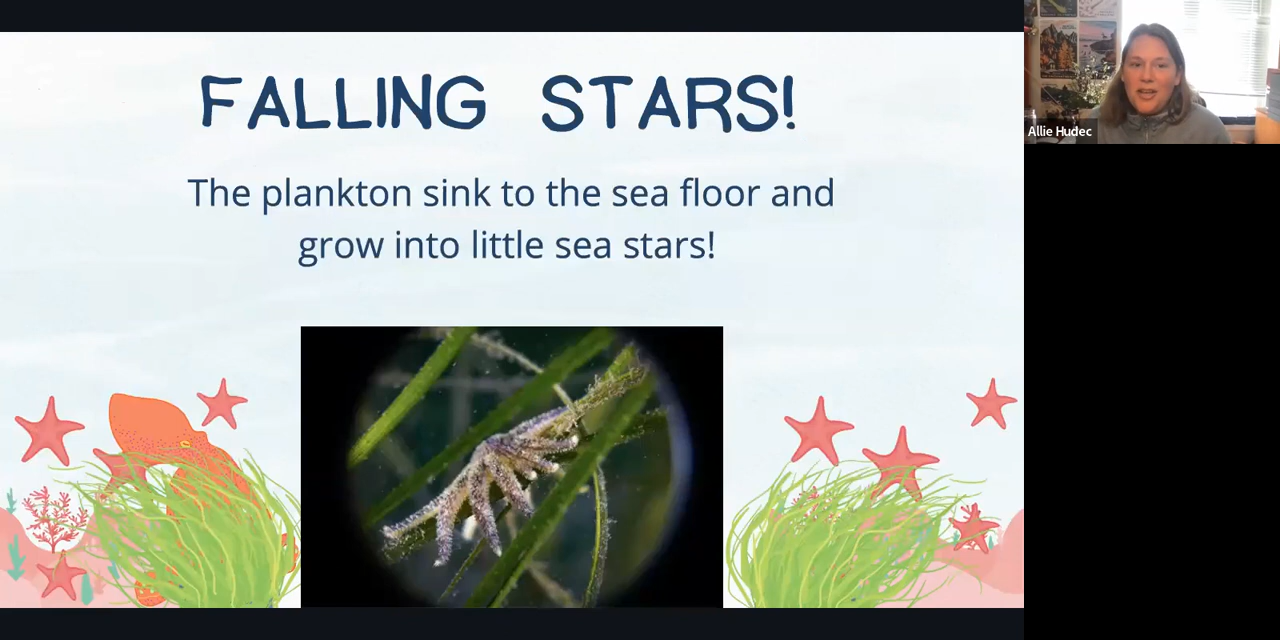 FALLING STARS!
The plankton sink to the sea floor and
grow into little sea stars!
Allie Hudec